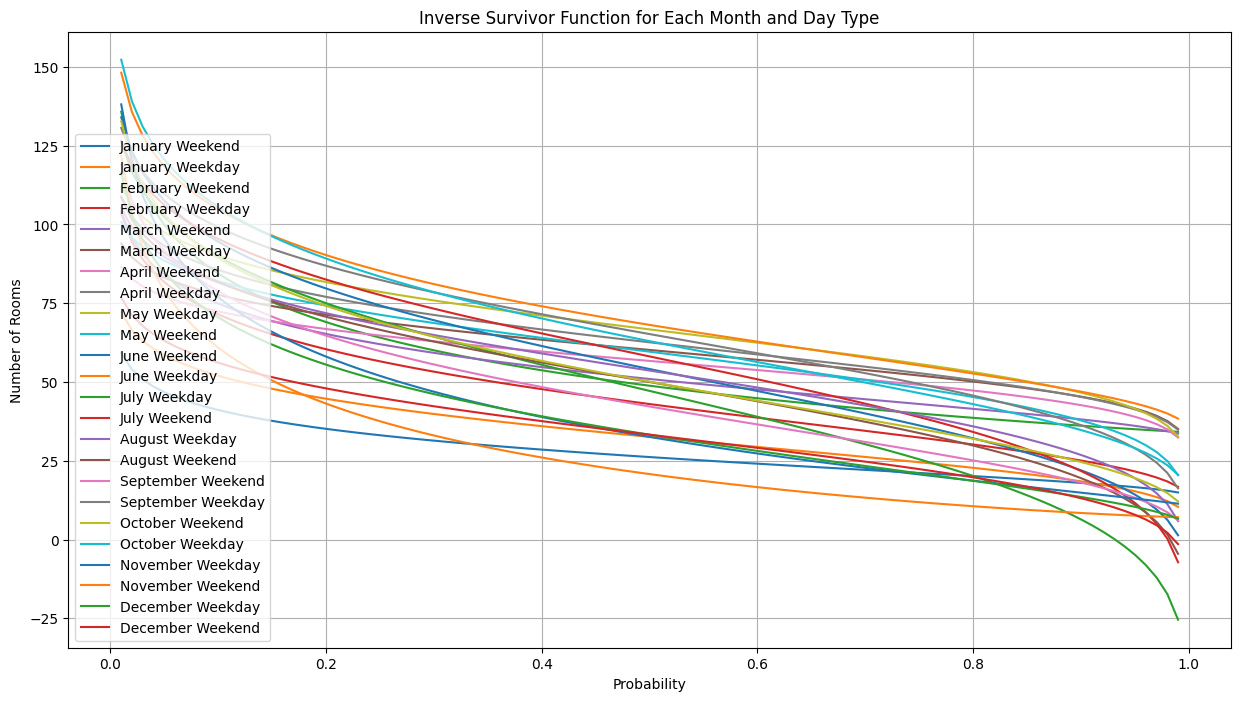 Inverse Survivor Function for Each Month and Day Type
150
125
100
75
50
25
0
−25
Number of Rooms
January Weekend
January Weekday
February Weekend
February Weekday
March Weekend
March Weekday
April Weekend
April Weekday
May Weekday
May Weekend
June Weekend
June Weekday
July Weekday
July Weekend
August Weekday
August Weekend
September Weekend
September Weekday
October Weekend
October Weekday
November Weekday
November Weekend
December Weekday
December Weekend
0.0 0.2 0.4 0.6 0.8 1.0
Probability